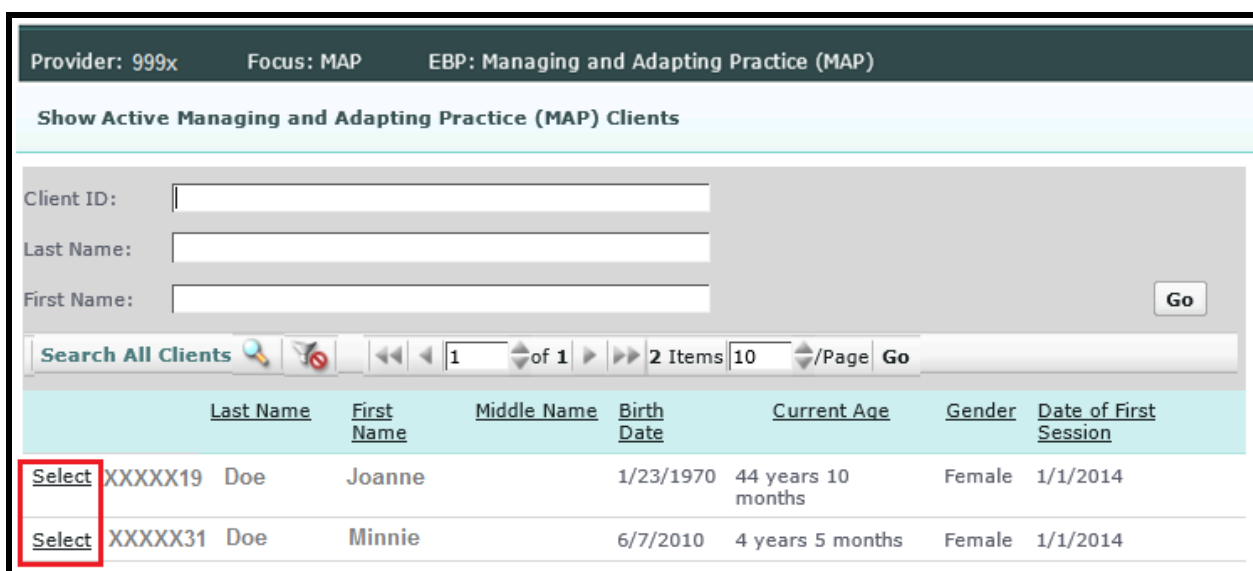 Provider: 999x Focus: MAP EBP: Managing and Adapting Practice (MAP)
Show Active Managing and Adapting Practice (MAP) Clients
Client ID:
Last Name:
First Name:
Go
Search All Clients 1 of 1 2 Items 10 /Page Go
Last Name First Name Middle Name Birth Date Current Age Gender Date of First Session
Select XXXXX19 Doe Joanne 1/23/1970 44 years 10 months Female 1/1/2014
Select XXXXX31 Doe Minnie 6/7/2010 4 years 5 months Female 1/1/2014